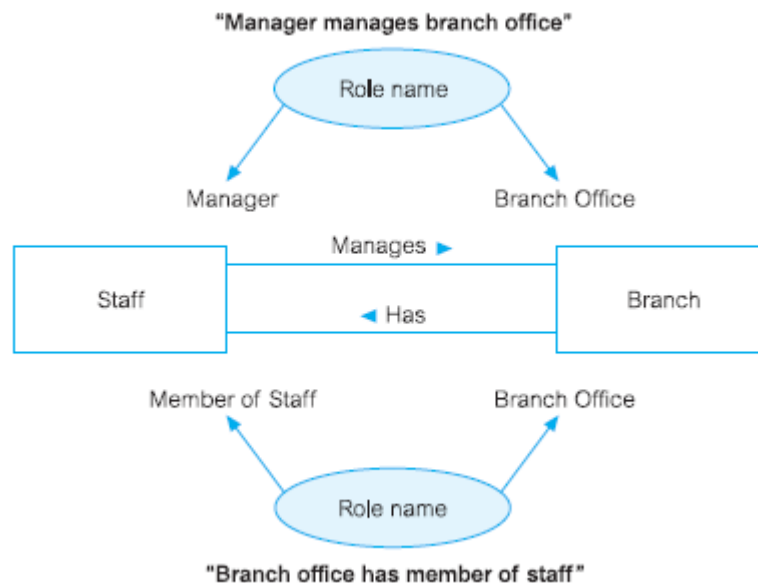 "Manager manages branch office"
Role name
Manager
Branch Office
Manages ►
Staff
Branch
◄ Has
Member of Staff
Branch Office
Role name
"Branch office has member of staff"